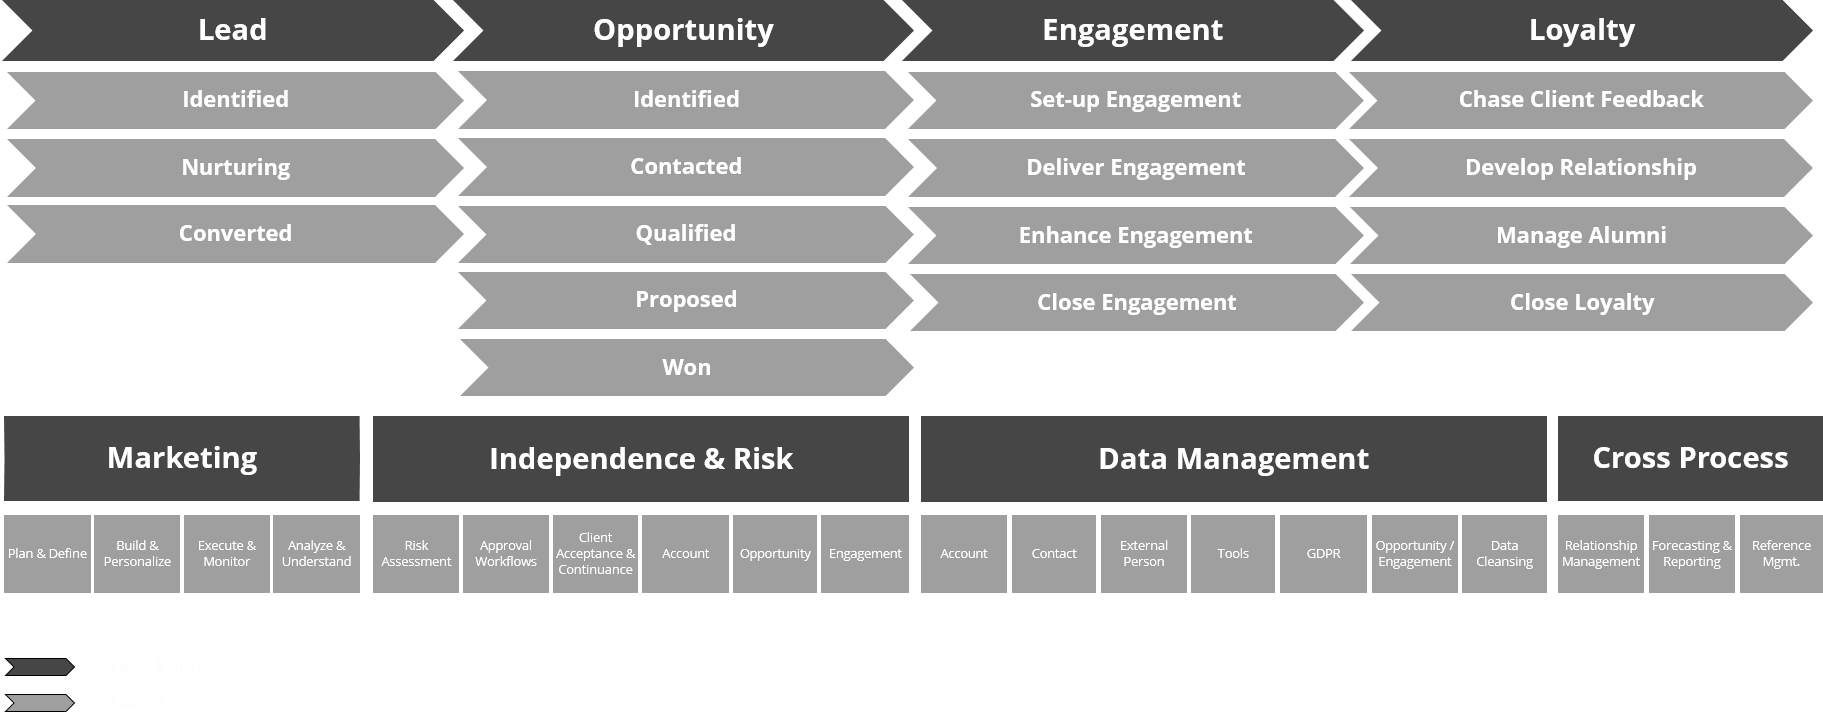 Lead
Opportunity
Engagement
Loyalty
Identified
Identified
Set-up Engagement
Chase Client Feedback
Nurturing
Contacted
Deliver Engagement
Develop Relationship
Converted
Qualified
Enhance Engagement
Manage Alumni
Proposed
Close Engagement
Close Loyalty
Won
Marketing
Independence & Risk
Data Management
Cross Process
Plan & Define
Build &
Personalize
Execute &
Monitor
Analyze &
Understand
Risk
Assessment
Approval
Workflows
Client
Acceptance &
Continuance
Account
Opportunity
Engagement
Account
Contact
External
Person
Tools
GDPR
Opportunity /
Engagement
Data
Cleansing
Relationship
Management
Forecasting &
Reporting
Reference
Mgmt.